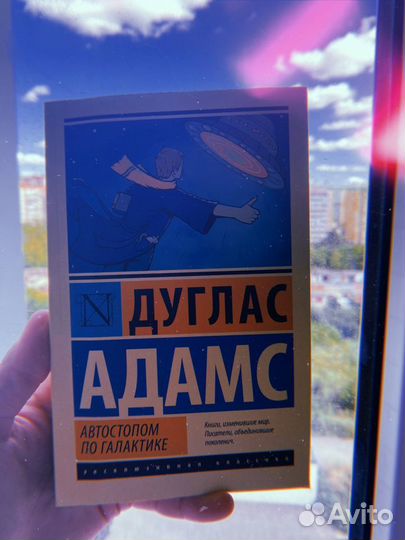 N
ДУГЛАС
АДАМС
АВТОСТОПОМ
ПО ГАЛАКТИКЕ
Книги, изменившие мир.
Писатели, объединившие
поколения.
ЭКСКЛЮЗИВНАЯ КЛАССИКА
Avito